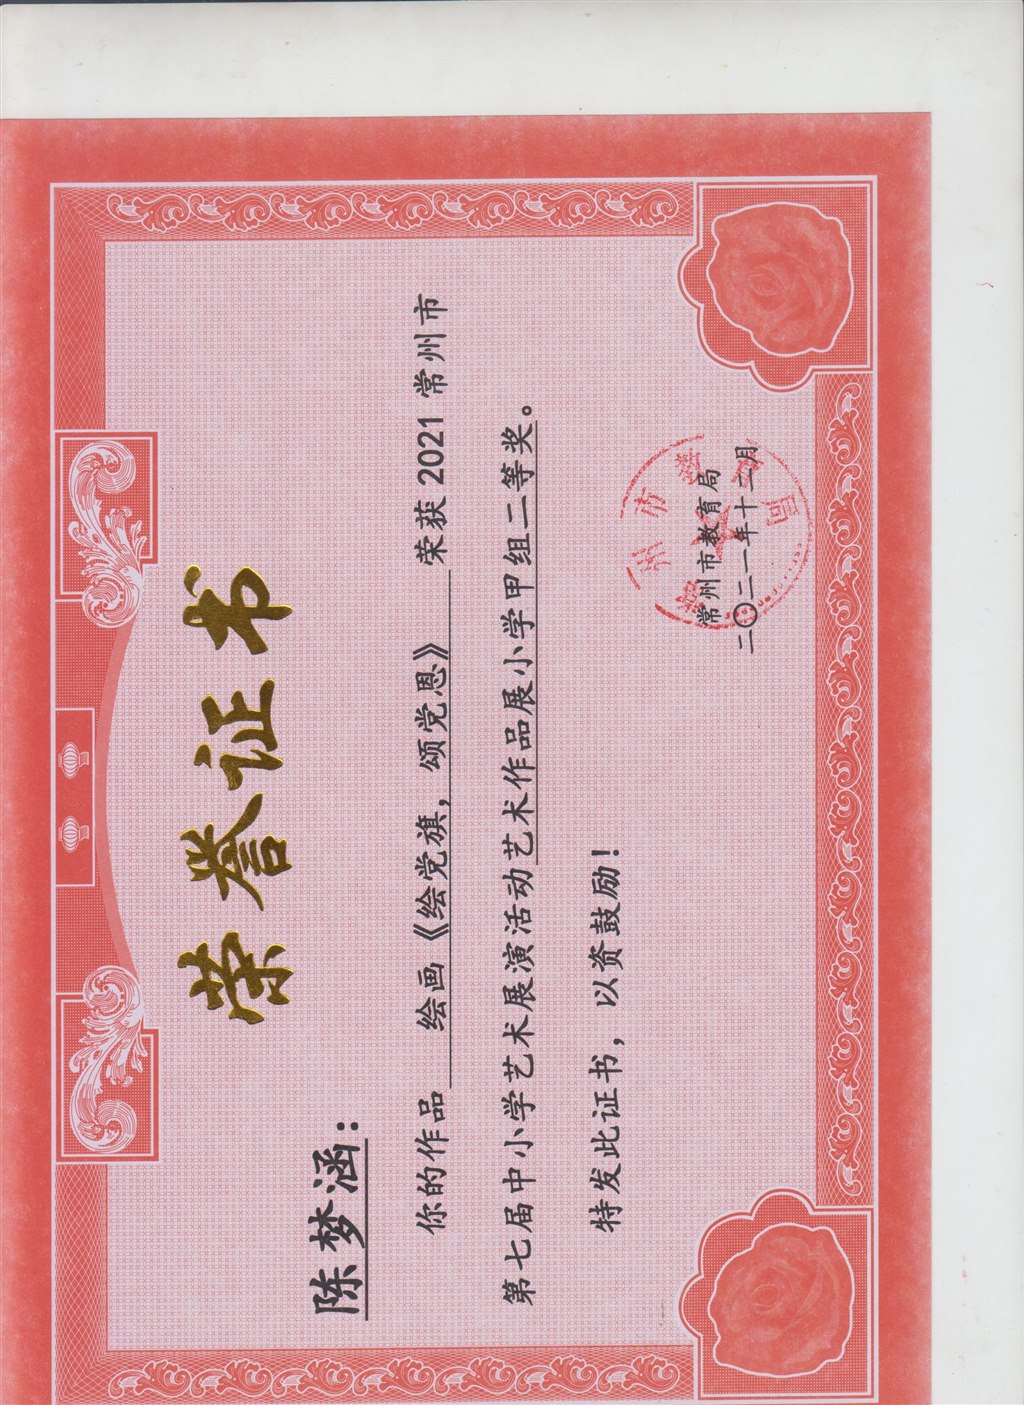 荣誉证书
陈梦涵：
你的作品 绘画《绘党旗，颂党恩》 荣获 2021 常州市
第七届中小学艺术展演活动艺术作品展小学甲组二等奖。
特发此证书，以资鼓励！
常州市教育局
二〇二一年十二月